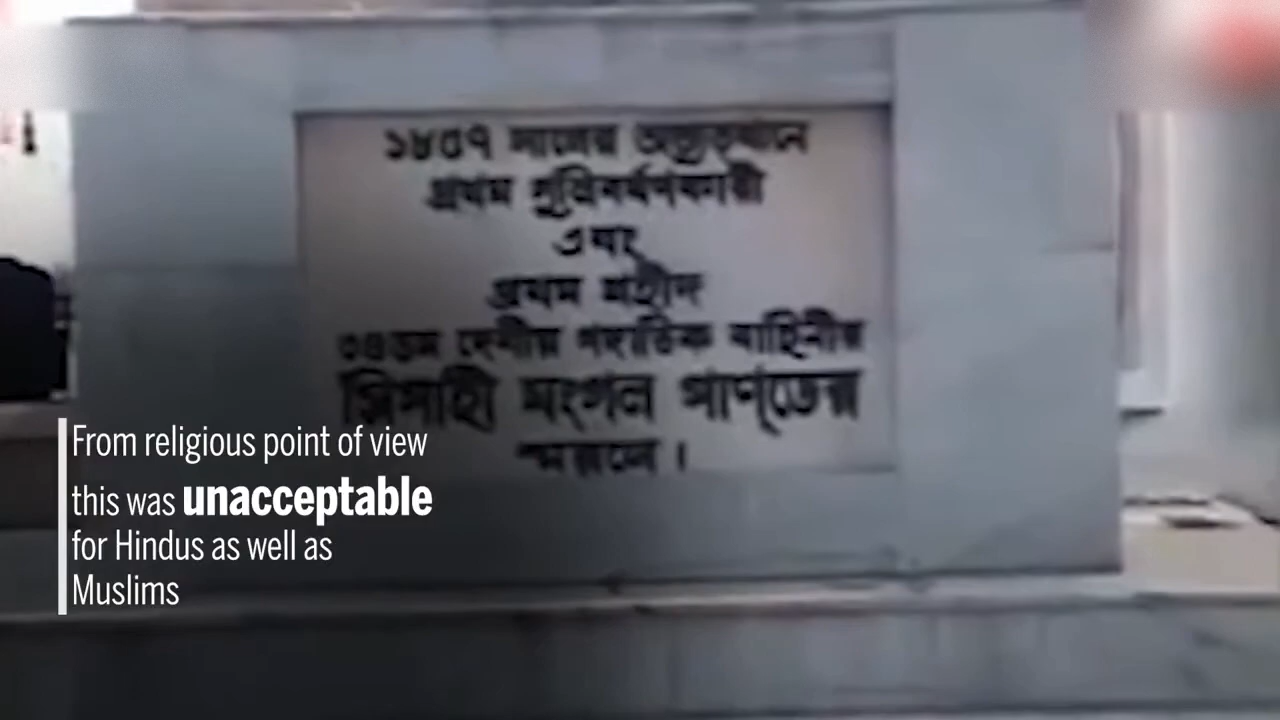 ১৮৫৭ সালের অভ্যুত্থানে
প্রথম গুলিবর্ষণকারী
এবং
প্রথম শহীদ
৩৪তম দেশীয় পদাতিক বাহিনীর
সিপাহী মংগল পাণ্ডের
স্মরণে ।
From religious point of view
this was unacceptable
for Hindus as well as
Muslims